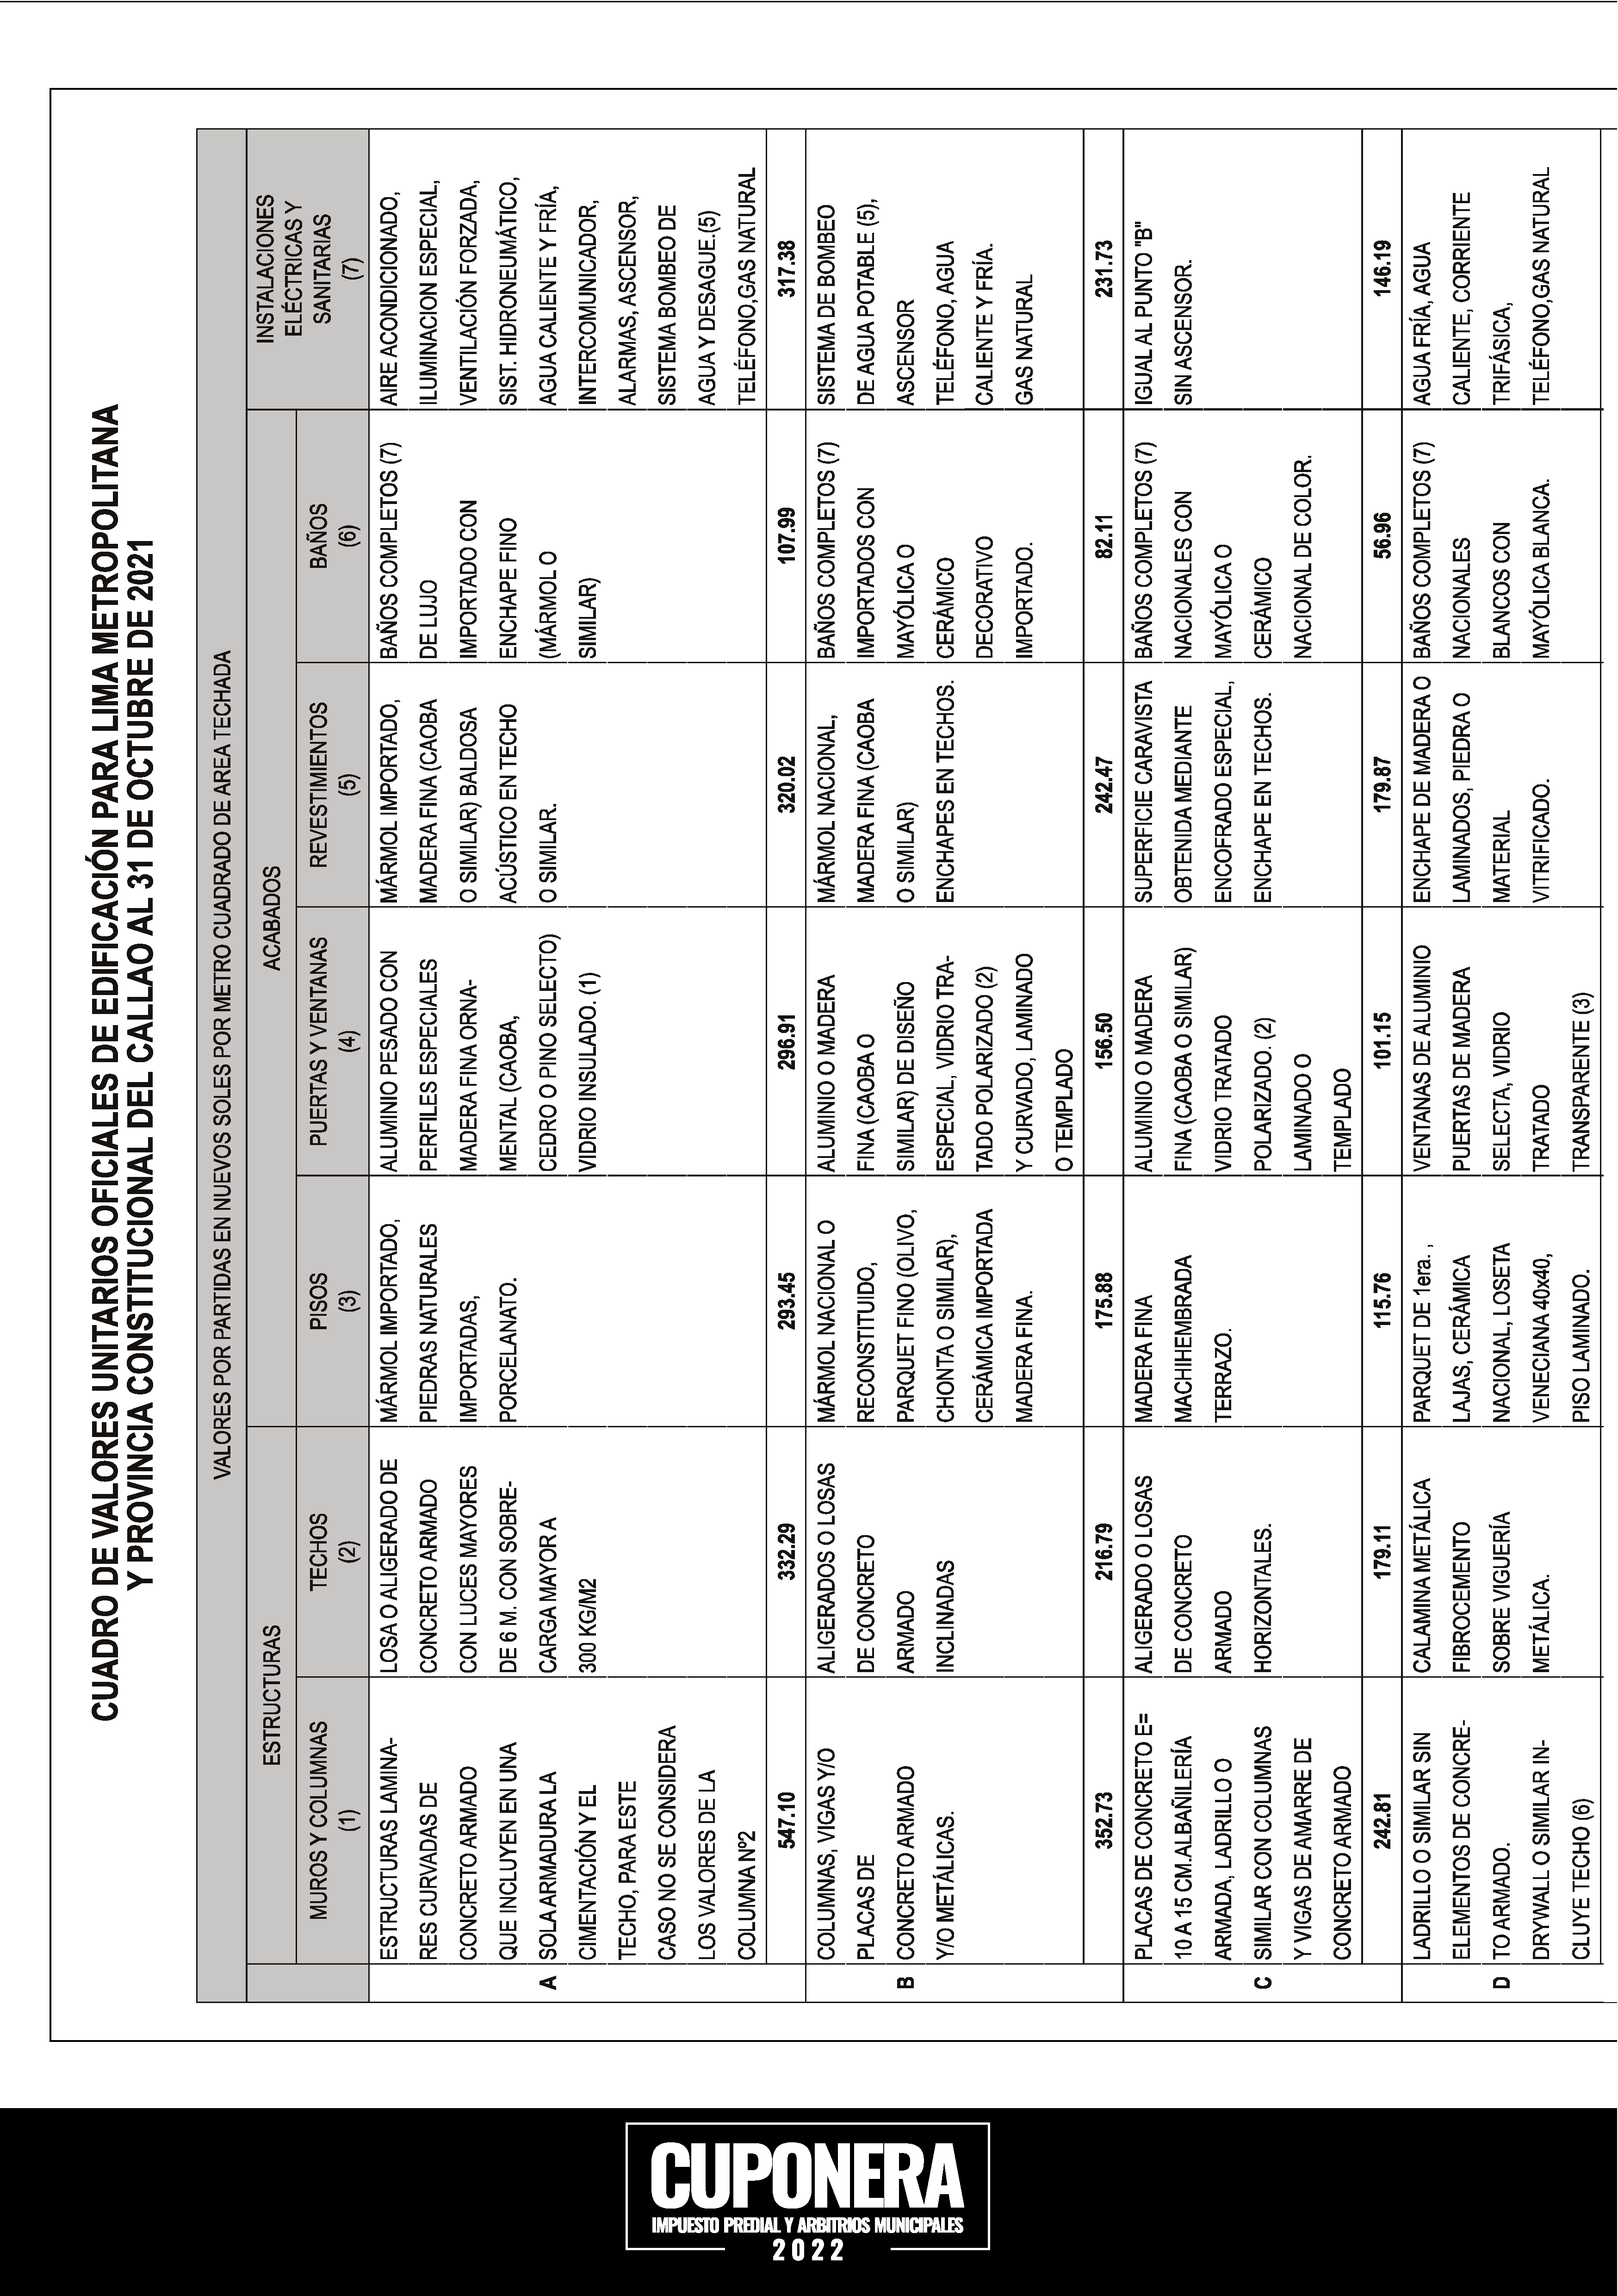 CUADRO DE VALORES UNITARIOS OFICIALES DE EDIFICACIÓN PARA LIMA METROPOLITANA
Y PROVINCIA CONSTITUCIONAL DEL CALLAO AL 31 DE OCTUBRE DE 2021
VALORES POR PARTIDAS EN NUEVOS SOLES POR METRO CUADRADO DE AREA TECHADA
ESTRUCTURAS
ACABADOS
INSTALACIONES
ELÉCTRICAS Y
SANITARIAS
(7)
MUROS Y COLUMNAS
(1)
TECHOS
(2)
PISOS
(3)
PUERTAS Y VENTANAS
(4)
REVESTIMIENTOS
(5)
BAÑOS
(6)
A
ESTRUCTURAS LAMINA-
RES CURVADAS DE
CONCRETO ARMADO
QUE INCLUYEN EN UNA
SOLA ARMADURA LA
CIMENTACIÓN Y EL
TECHO, PARA ESTE
CASO NO SE CONSIDERA
LOS VALORES DE LA
COLUMNA Nº2
547.10
LOSA O ALIGERADO DE
CONCRETO ARMADO
CON LUCES MAYORES
DE 6 M. CON SOBRE-
CARGA MAYOR A
300 KG/M2
332.29
MÁRMOL IMPORTADO,
PIEDRAS NATURALES
IMPORTADAS,
PORCELANATO.
293.45
ALUMINIO PESADO CON
PERFILES ESPECIALES
MADERA FINA ORNA-
MENTAL (CAOBA,
CEDRO O PINO SELECTO)
VIDRIO INSULADO. (1)
296.91
MÁRMOL IMPORTADO,
MADERA FINA (CAOBA
O SIMILAR) BALDOSA
ACÚSTICO EN TECHO
O SIMILAR.
320.02
BAÑOS COMPLETOS (7)
DE LUJO
IMPORTADO CON
ENCHAPE FINO
(MÁRMOL O
SIMILAR)
107.99
AIRE ACONDICIONADO,
ILUMINACION ESPECIAL,
VENTILACIÓN FORZADA,
SIST. HIDRONEUMÁTICO,
AGUA CALIENTE Y FRÍA,
INTERCOMUNICADOR,
ALARMAS, ASCENSOR,
SISTEMA BOMBEO DE
AGUA Y DESAGUE.(5)
TELÉFONO,GAS NATURAL
317.38
B
COLUMNAS, VIGAS Y/O
PLACAS DE
CONCRETO ARMADO
Y/O METÁLICAS.
352.73
ALIGERADOS O LOSAS
DE CONCRETO
ARMADO
INCLINADAS
216.79
MÁRMOL NACIONAL O
RECONSTITUIDO,
PARQUET FINO (OLIVO,
CHONTA O SIMILAR),
CERÁMICA IMPORTADA
MADERA FINA.
175.88
ALUMINIO O MADERA
FINA (CAOBA O
SIMILAR) DE DISEÑO
ESPECIAL, VIDRIO TRA-
TADO POLARIZADO (2)
Y CURVADO, LAMINADO
O TEMPLADO
156.50
MÁRMOL NACIONAL,
MADERA FINA (CAOBA
O SIMILAR)
ENCHAPES EN TECHOS.
242.47
BAÑOS COMPLETOS (7)
IMPORTADOS CON
MAYÓLICA O
CERÁMICO
DECORATIVO
IMPORTADO.
82.11
SISTEMA DE BOMBEO
DE AGUA POTABLE (5),
ASCENSOR
TELÉFONO, AGUA
CALIENTE Y FRÍA.
GAS NATURAL
231.73
C
PLACAS DE CONCRETO E=
10 A 15 CM.ALBAÑILERÍA
ARMADA, LADRILLO O
SIMILAR CON COLUMNAS
Y VIGAS DE AMARRE DE
CONCRETO ARMADO
242.81
ALIGERADO O LOSAS
DE CONCRETO
ARMADO
HORIZONTALES.
179.11
MADERA FINA
MACHIHEMBRADA
TERRAZO.
115.76
ALUMINIO O MADERA
FINA (CAOBA O SIMILAR)
VIDRIO TRATADO
POLARIZADO. (2)
LAMINADO O
TEMPLADO
101.15
SUPERFICIE CARAVISTA
OBTENIDA MEDIANTE
ENCOFRADO ESPECIAL,
ENCHAPE EN TECHOS.
179.87
BAÑOS COMPLETOS (7)
NACIONALES CON
MAYÓLICA O
CERÁMICO
NACIONAL DE COLOR.
56.96
IGUAL AL PUNTO "B"
SIN ASCENSOR.
146.19
D
LADRILLO O SIMILAR SIN
ELEMENTOS DE CONCRE-
TO ARMADO.
DRYWALL O SIMILAR IN-
CLUYE TECHO (6)
CALAMINA METÁLICA
FIBROCEMENTO
SOBRE VIGUERÍA
METÁLICA.
PARQUET DE 1era. ,
LAJAS, CERÁMICA
NACIONAL, LOSETA
VENECIANA 40x40,
PISO LAMINADO.
VENTANAS DE ALUMINIO
PUERTAS DE MADERA
SELECTA, VIDRIO
TRATADO
TRANSPARENTE (3)
ENCHAPE DE MADERA O
LAMINADOS, PIEDRA O
MATERIAL
VITRIFICADO.
BAÑOS COMPLETOS (7)
NACIONALES
BLANCOS CON
MAYÓLICA BLANCA.
AGUA FRÍA, AGUA
CALIENTE, CORRIENTE
TRIFÁSICA,
TELÉFONO,GAS NATURAL
CUPONERA
IMPUESTO PREDIAL Y ARBITRIOS MUNICIPALES
2022